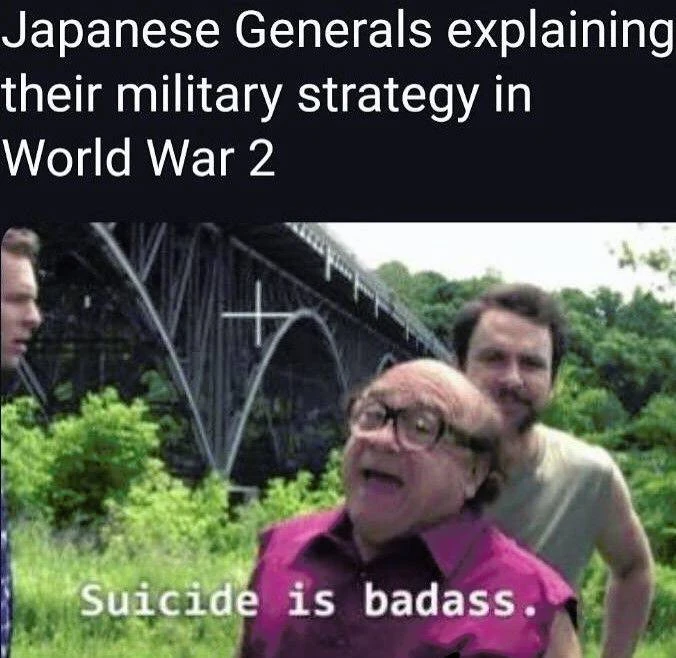 Japanese Generals explaining
their military strategy in
World War 2
Suicide is badass.